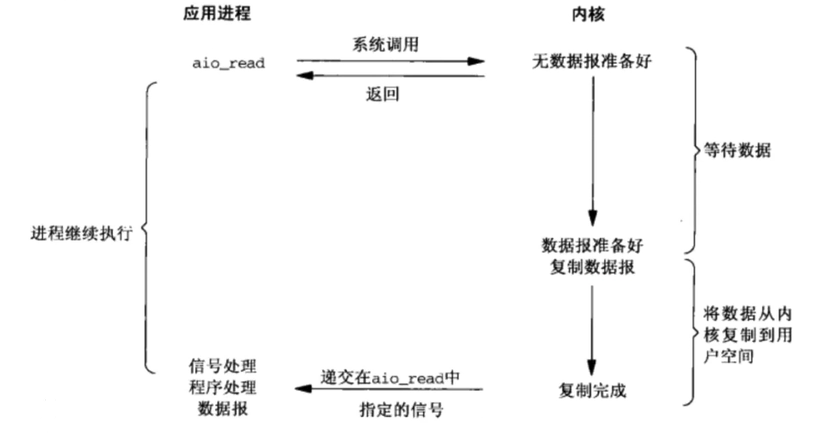 应用进程
内核
系统调用
aio_read
无数据报准备好
返回
等待数据
进程继续执行
数据报准备好
复制数据报
将数据从内
核复制到用
户空间
信号处理
程序处理
数据报
递交在aio_read中
指定的信号
复制完成